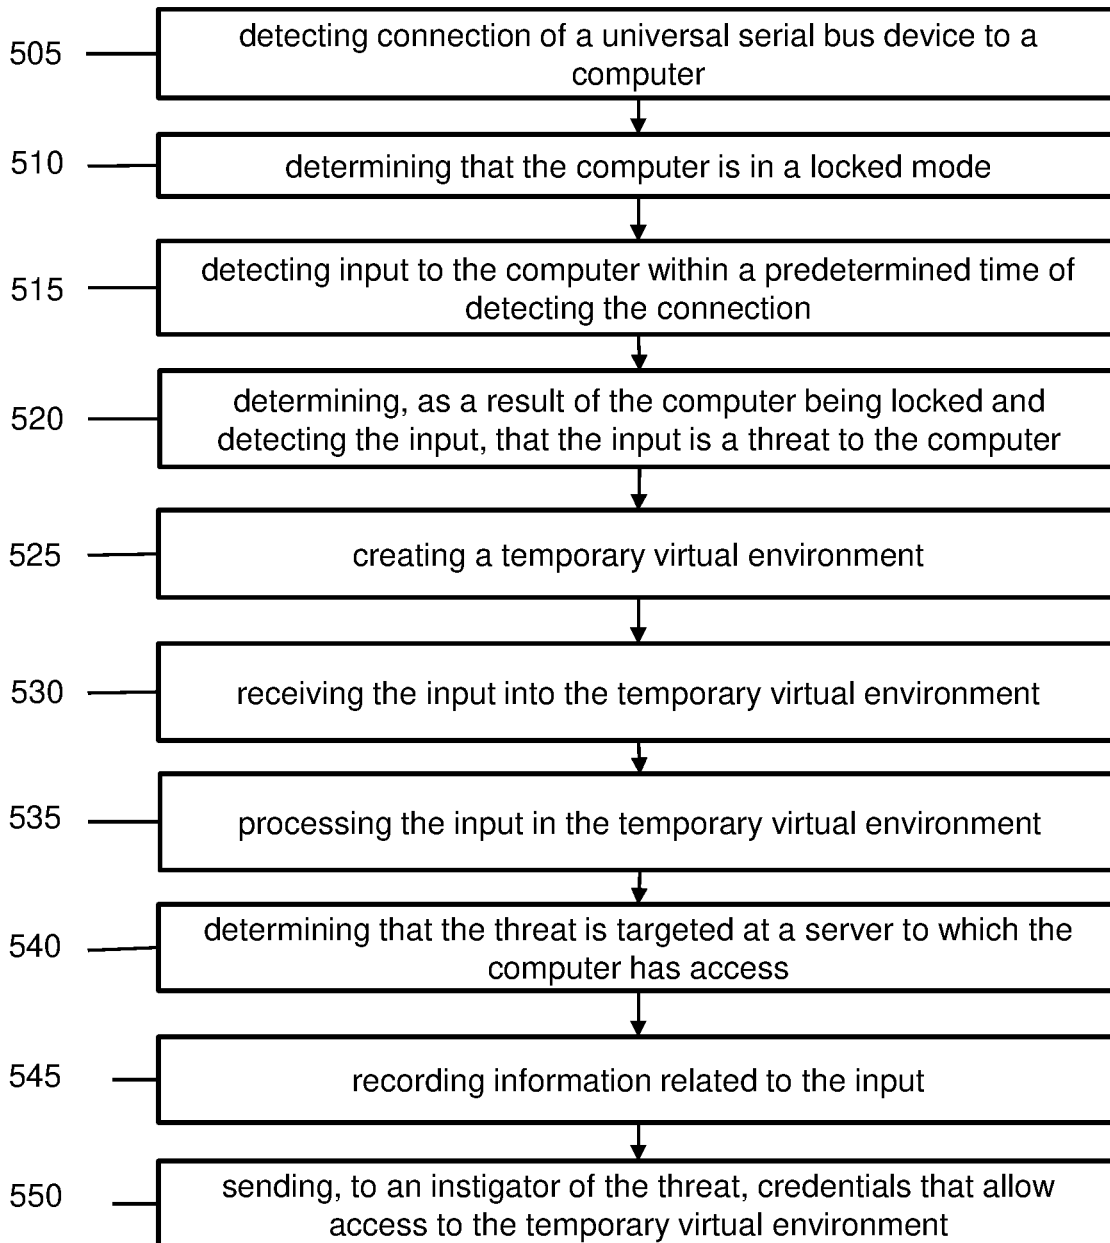 505
detecting connection of a universal serial bus device to a
computer
510
determining that the computer is in a locked mode
515
detecting input to the computer within a predetermined time of
detecting the connection
520
determining, as a result of the computer being locked and
detecting the input, that the input is a threat to the computer
525
creating a temporary virtual environment
530
receiving the input into the temporary virtual environment
535
processing the input in the temporary virtual environment
540
determining that the threat is targeted at a server to which the
computer has access
545
recording information related to the input
550
sending, to an instigator of the threat, credentials that allow
access to the temporary virtual environment